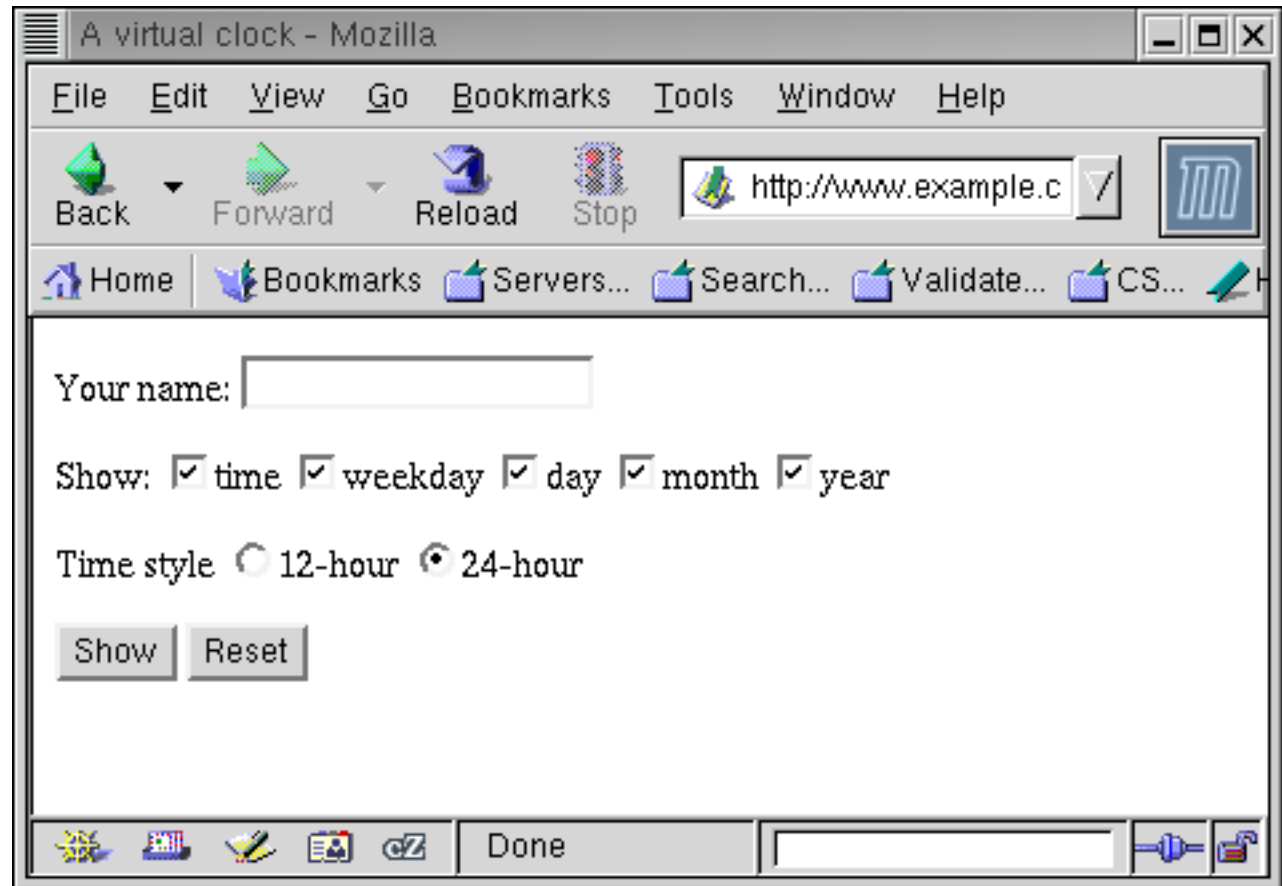 A virtual clock - Mozilla
File Edit View Go Bookmarks Tools Window Help
Back Forward Reload Stop http://www.example.c
Home Bookmarks Servers... Search... Validate... CS... H
Your name:
Show: time weekday day month year
Time style 12-hour 24-hour
Show Reset
cZ Done